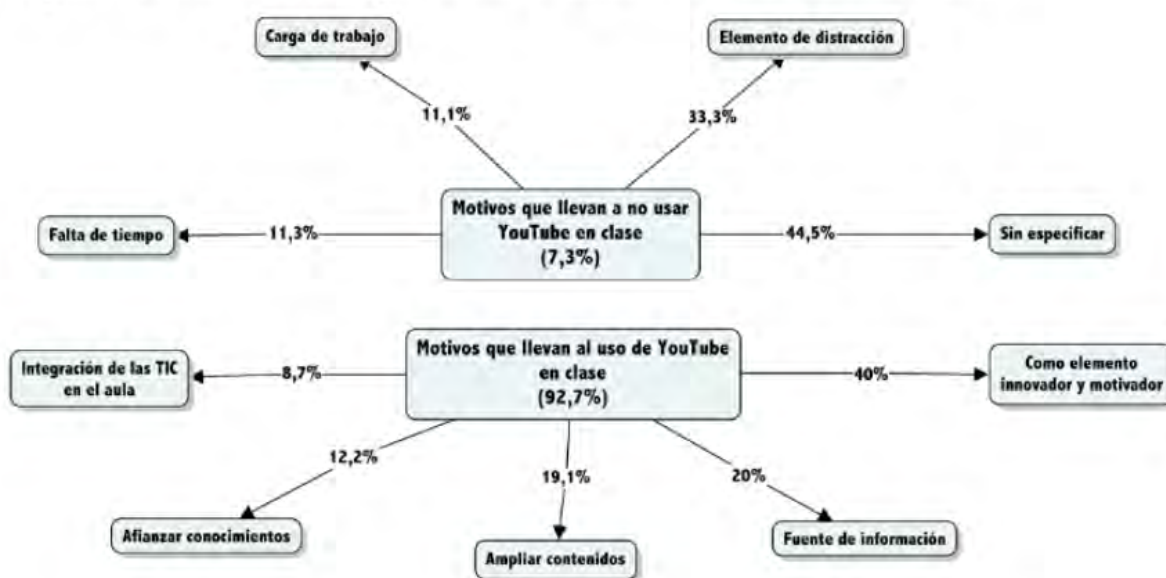 Carga de trabajo
Elemento de distracción
11,1%
33,3%
Motivos que llevan a no usar
YouTube en clase
(7,3%)
Falta de tiempo
11,3%
44,5%
Sin especificar
Motivos que llevan al uso de YouTube
en clase
(92,7%)
Integración de las TIC
en el aula
8,7%
40%
Como elemento
innovador y motivador
12,2%
19,1%
20%
Afianzar conocimientos
Ampliar contenidos
Fuente de información